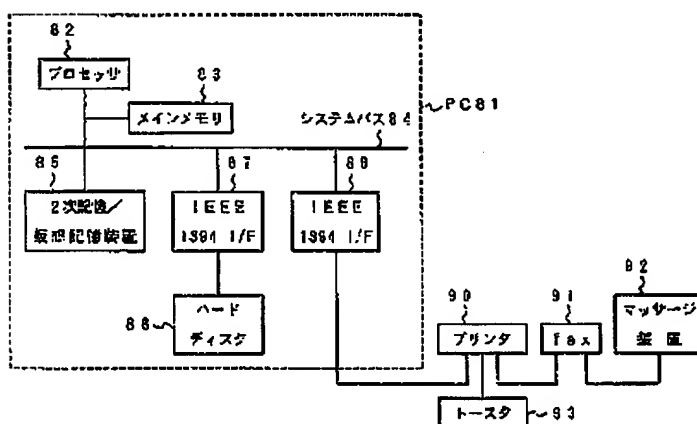 82
プロセッサ
83
メインメモリ
PC81
システムバス84
85
2次記憶/
仮想記憶装置
87
IEEE
1394 I/F
88
IEEE
1394 I/F
86
ハード
ディスク
90
プリンタ
91
fax
92
マッサージ
装置
トースタ
93